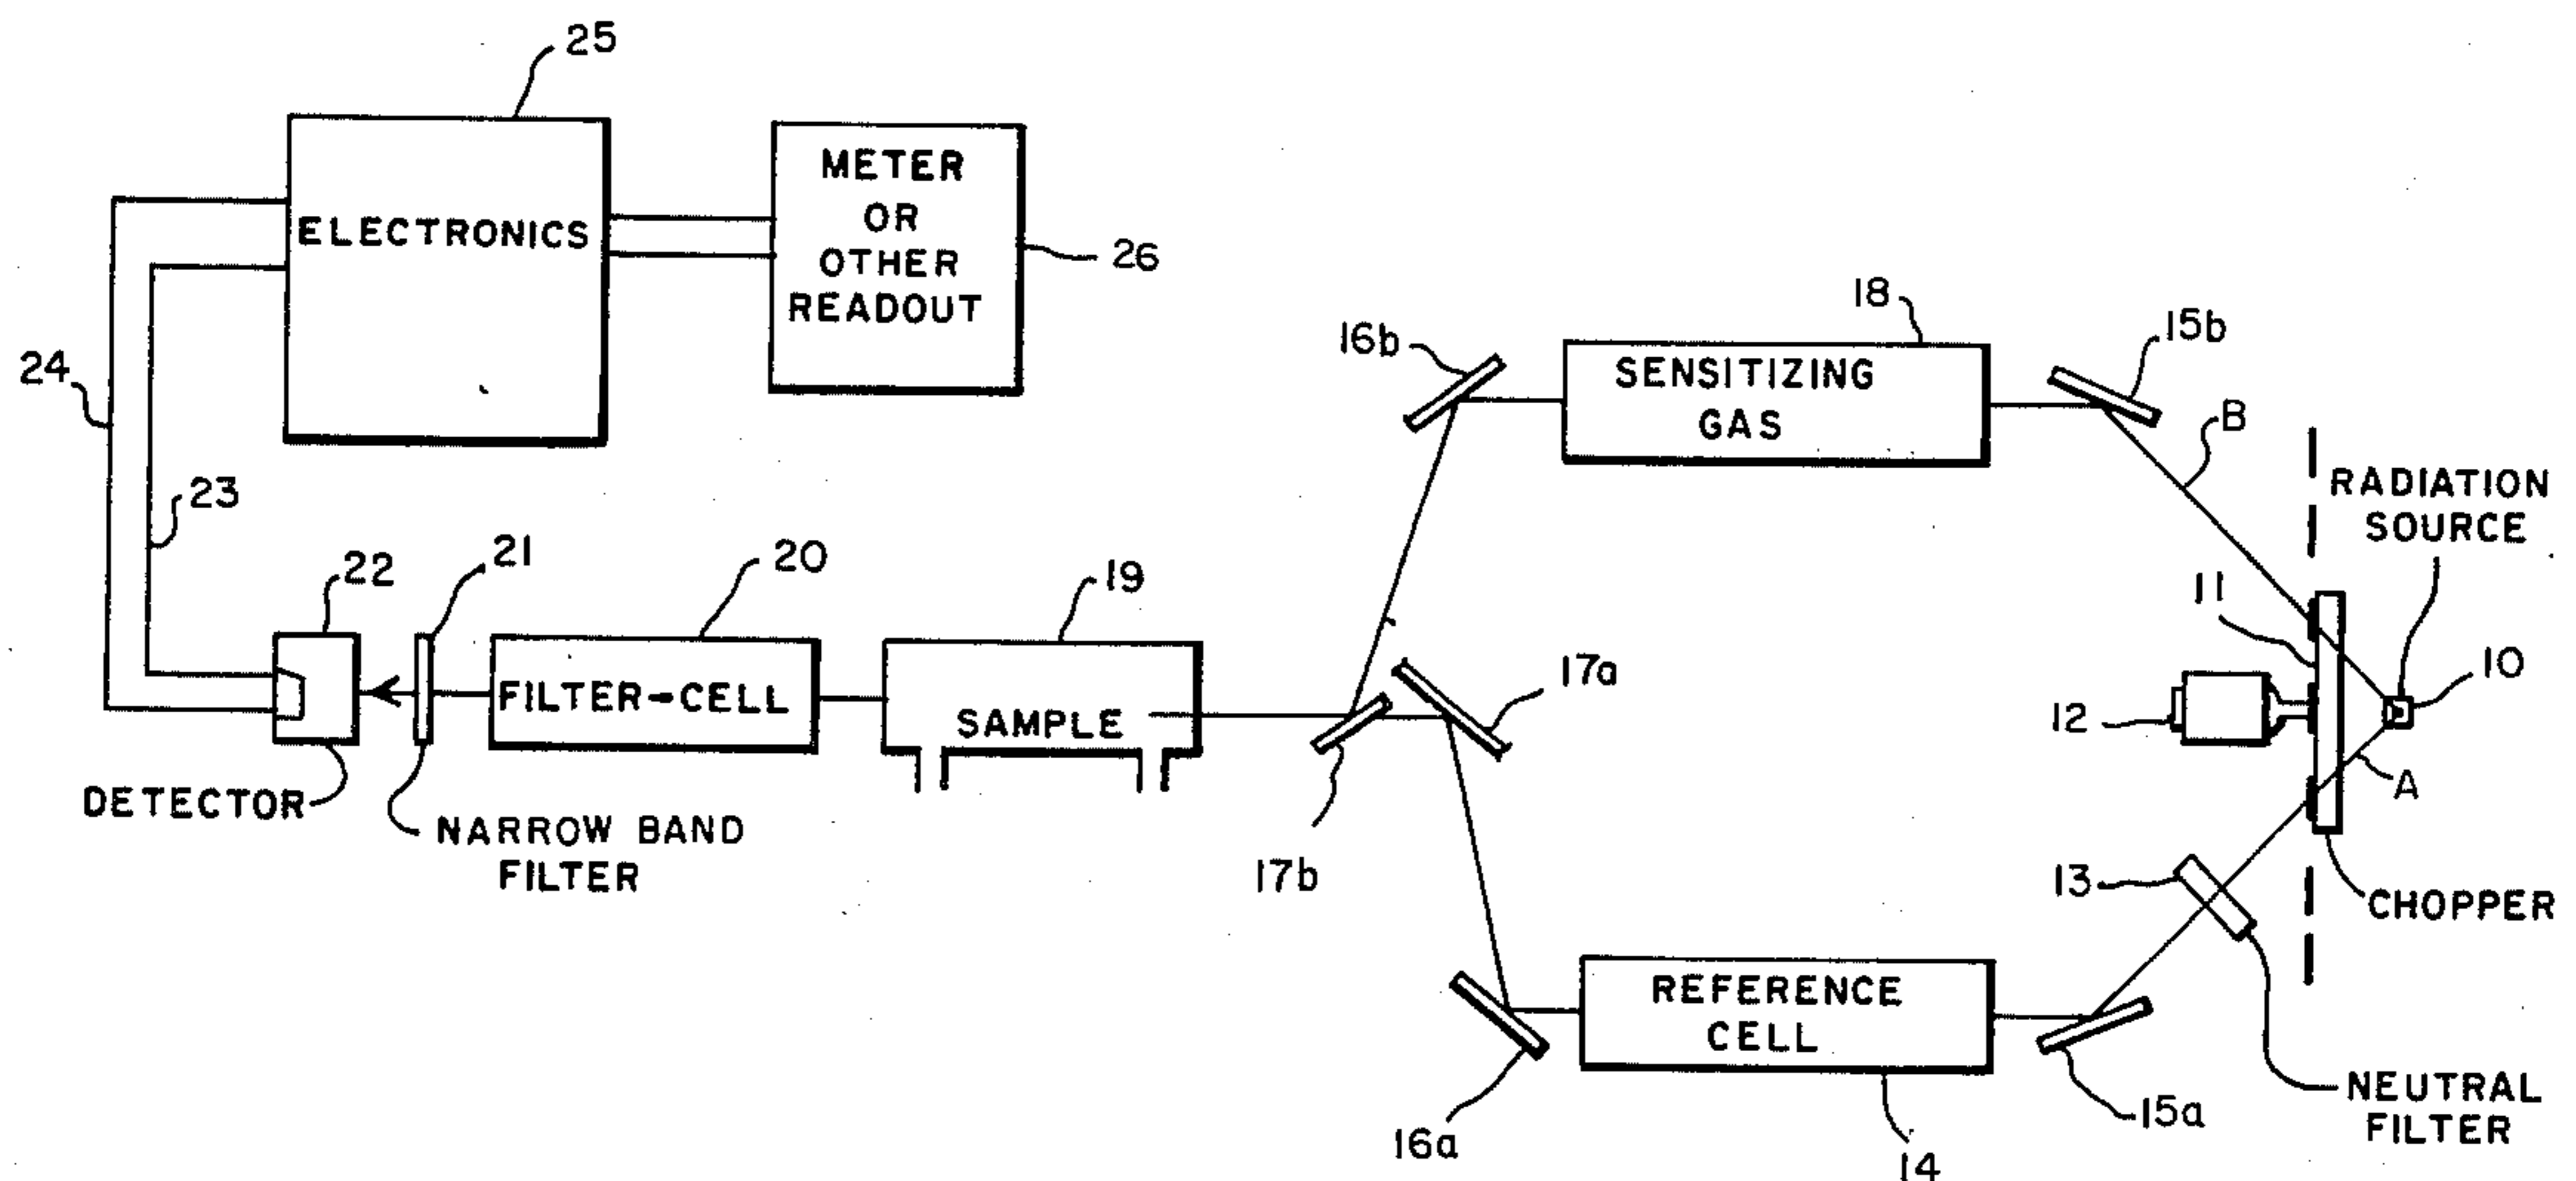 25
ELECTRONICS
METER
OR
OTHER
READOUT
26
24
23
22
21
20
19
FILTER-CELL
SAMPLE
DETECTOR
NARROW BAND
FILTER
16b
18
SENSITIZING
GAS
15b
B
RADIATION
SOURCE
11
10
12
17a
17b
A
13
CHOPPER
REFERENCE
CELL
16a
14
15a
NEUTRAL
FILTER